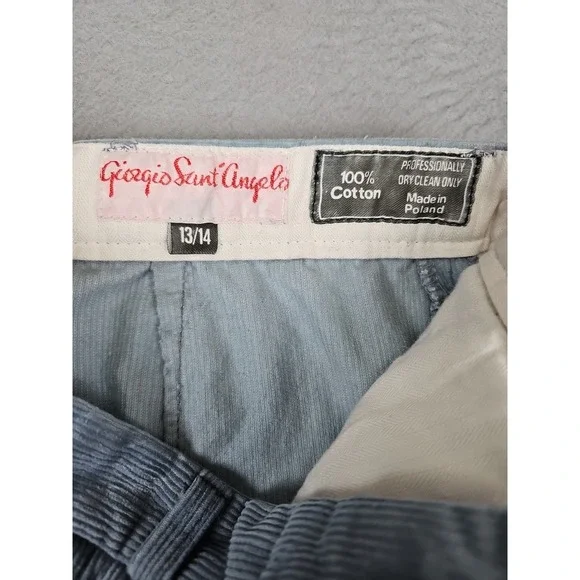 Giorgio Sant'Angelo
13/14
100%
Cotton
PROFESSIONALLY
DRY CLEAN ONLY
Made in
Poland